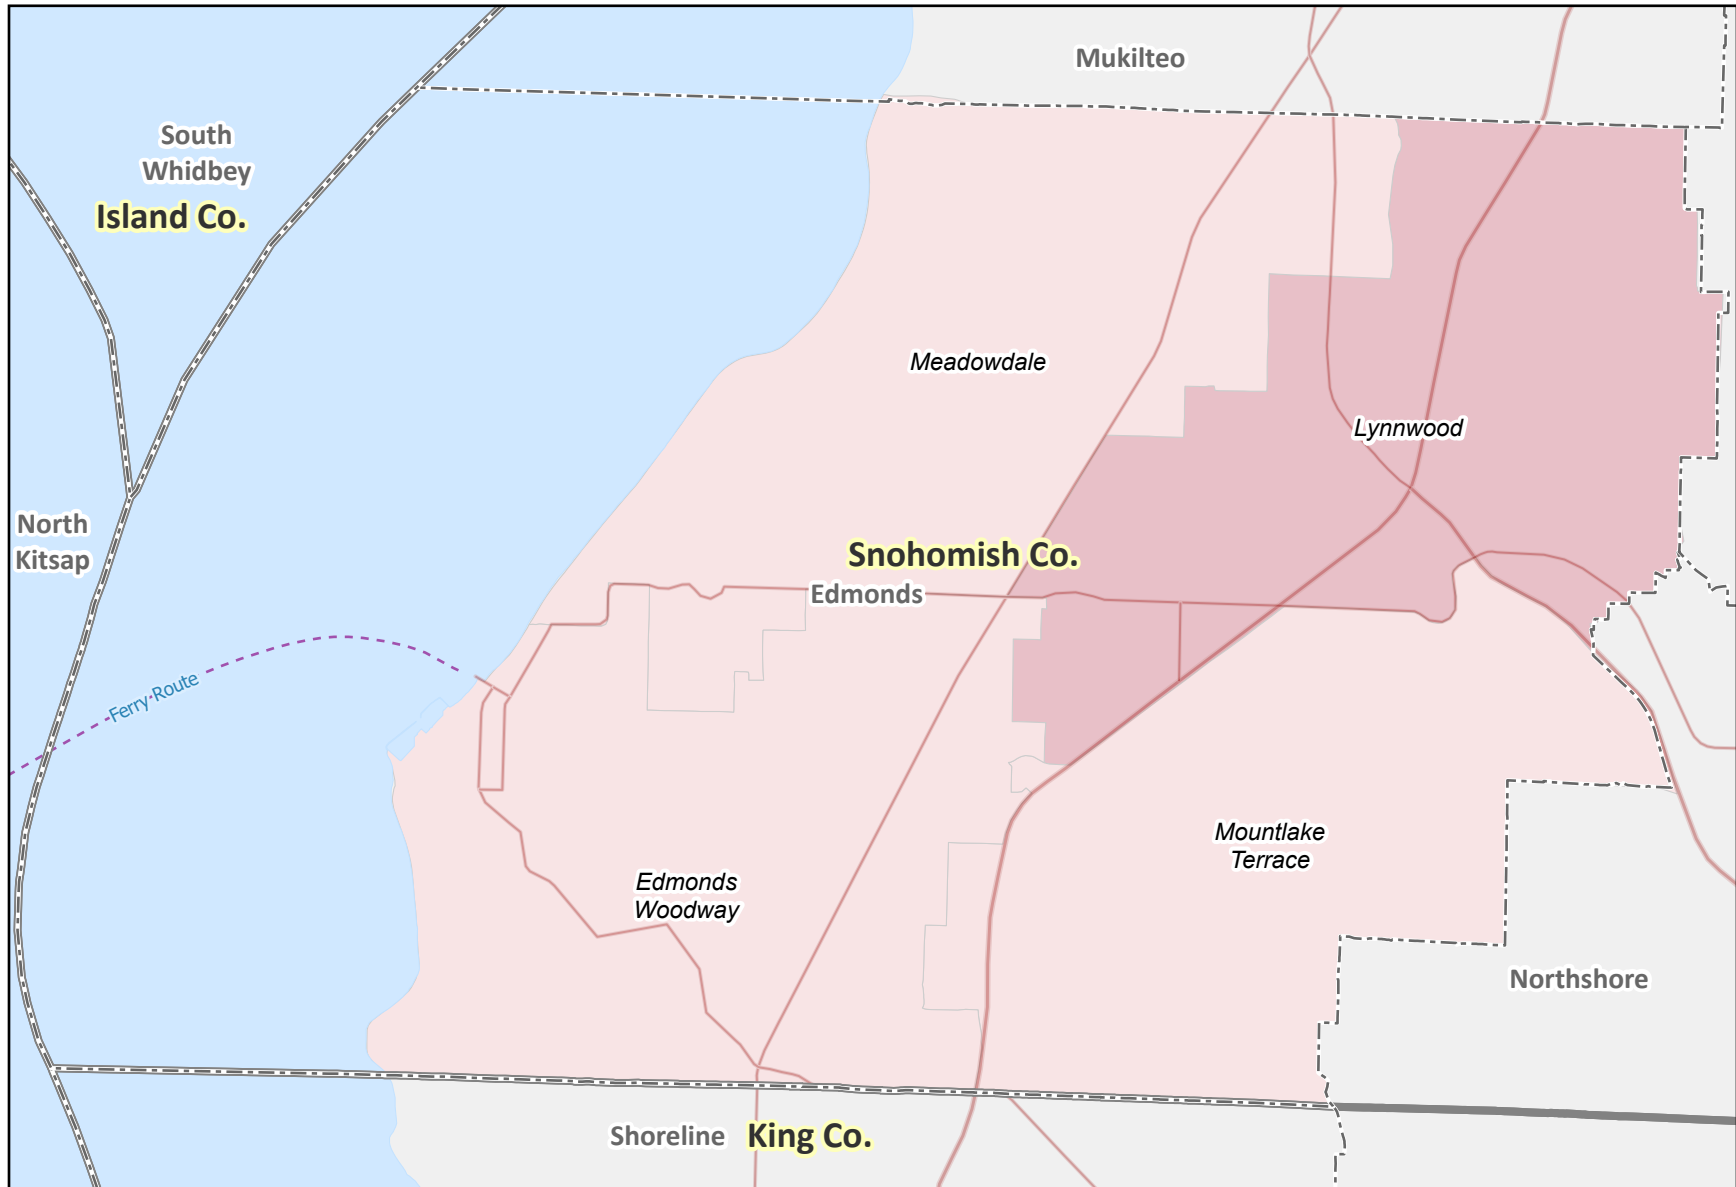 Mukilteo
South
Whidbey
Island Co.
Meadowdale
Lynnwood
North
Kitsap
Snohomish Co.
Edmonds
Ferry Route
Mountlake
Terrace
Edmonds
Woodway
Northshore
Shoreline
King Co.